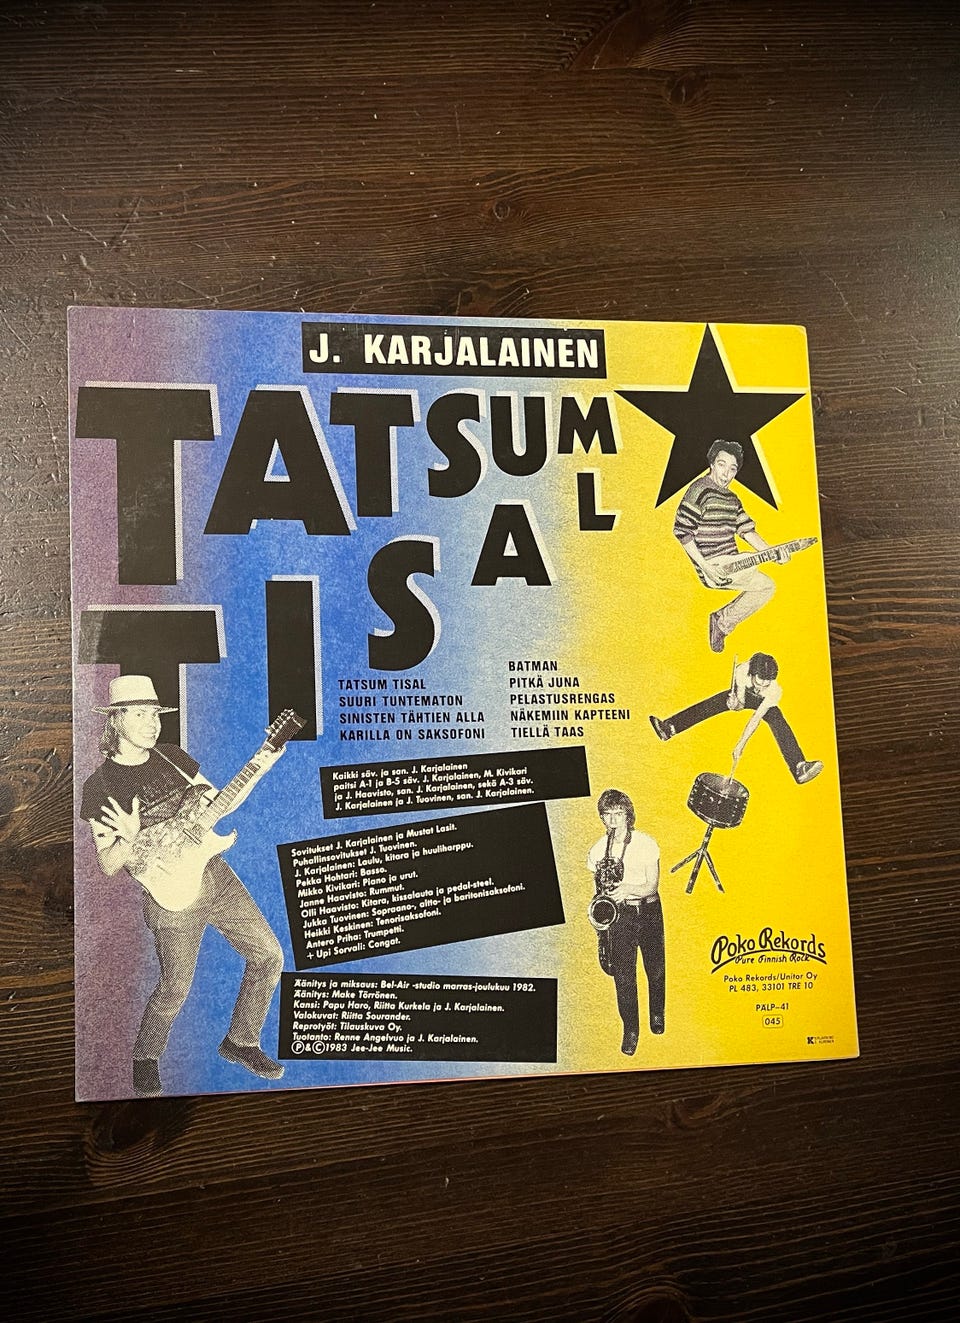 J. KARJALAINEN
TATSUM
TISAL
TATSUM TISAL
SUURI TUNTEMATON
SINISTEN TÄHTIEN ALLA
KARILLA ON SAKSOFONI
BATMAN
PITKÄ JUNA
PELASTUSRENGAS
NÄKEMIIN KAPTEENI
TIELLÄ TAAS
Kaikki säv. ja san. J. Karjalainen
paitsi A-1 ja B-5 säv. J. Karjalainen, M. Kivikari
ja J. Haavisto, san. J. Karjalainen, sekä A-3 säv.
J. Karjalainen ja J. Tuovinen, san. J. Karjalainen.
Sovitukset J. Karjalainen ja Mustat Lasit.
Puhallinsovitukset J. Tuovinen.
J. Karjalainen: Laulu, kitara ja huuliharppu.
Pekka Hohtari: Basso.
Mikko Kivikari: Piano ja urut.
Janne Haavisto: Rummut.
Olli Haavisto: Kitara, kissalauta ja pedal-steel.
Jukka Tuovinen: Sopraano-, altto- ja baritonisaksofoni.
Heikki Keskinen: Tenorisaksofoni.
Antero Priha: Trumpetti.
+ Upi Sorvali: Congat.
Äänitys ja miksaus: Bel-Air -studio marras-joulukuu 1982.
Äänitys: Make Törrönen.
Kansi: Papu Haro, Riitta Kurkela ja J. Karjalainen.
Valokuvat: Riitta Sourander.
Reprotyöt: Tilauskuva Oy.
Tuotanto: Renne Angelvuo ja J. Karjalainen.
Ⓟ&Ⓒ1983 Jee-Jee Music.
Poko Rekords
Pure Finnish Rock
Poko Rekords/Unitor Oy
PL 483, 33101 TRE 10
PÄLP-41
045